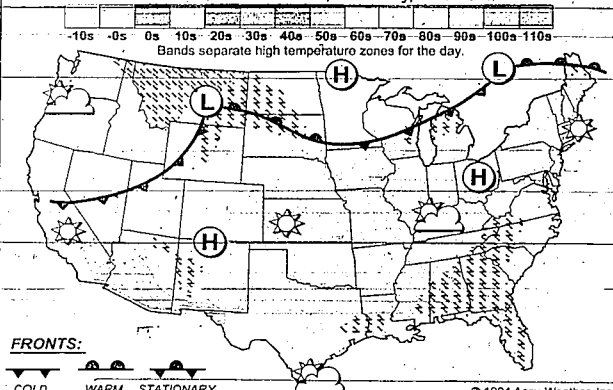 -10s -0s 0s 10s 20s 30s 40s 50s 60s 70s 80s 90s 100s 110s
Bands separate high temperature zones for the day.
H
L
L
H
H
FRONTS:
COLD WARM STATIONARY